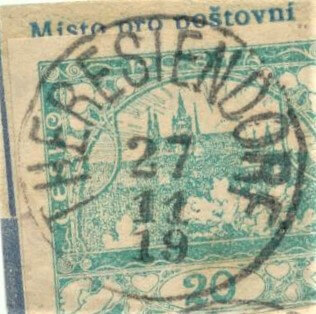 Místo pro poštovní
THERESIENDORF
27
11
19
20